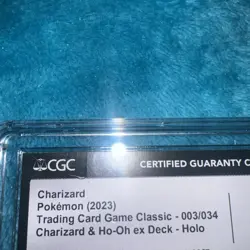 CGC CERTIFIED GUARANTY C
Charizard
Pokémon (2023)
Trading Card Game Classic - 003/034
Charizard & Ho-Oh ex Deck - Holo